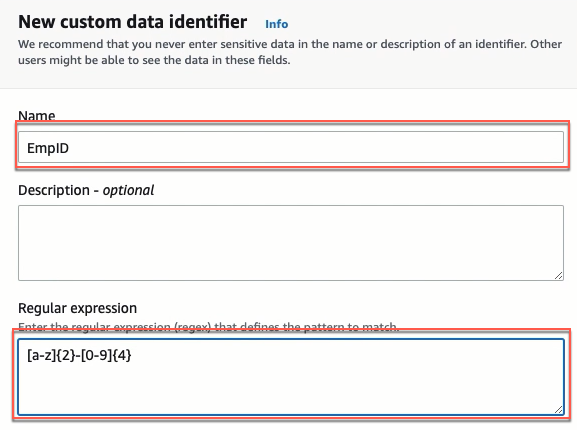 New custom data identifier Info
We recommend that you never enter sensitive data in the name or description of an identifier. Other
users might be able to see the data in these fields.
Name
EmpID
Description - optional
Regular expression
Enter the regular expression (regex) that defines the pattern to match.
[a-z]{2}-[0-9]{4}